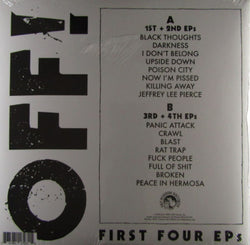 OFF!
A
1ST + 2ND EPs
BLACK THOUGHTS
DARKNESS
I DON'T BELONG
UPSIDE DOWN
POISON CITY
NOW I'M PISSED
KILLING AWAY
JEFFREY LEE PIERCE
B
3RD + 4TH EPs
PANIC ATTACK
CRAWL
BLAST
RAT TRAP
FUCK PEOPLE
FULL OF SHIT
BROKEN
PEACE IN HERMOSA
FIRST FOUR EPs